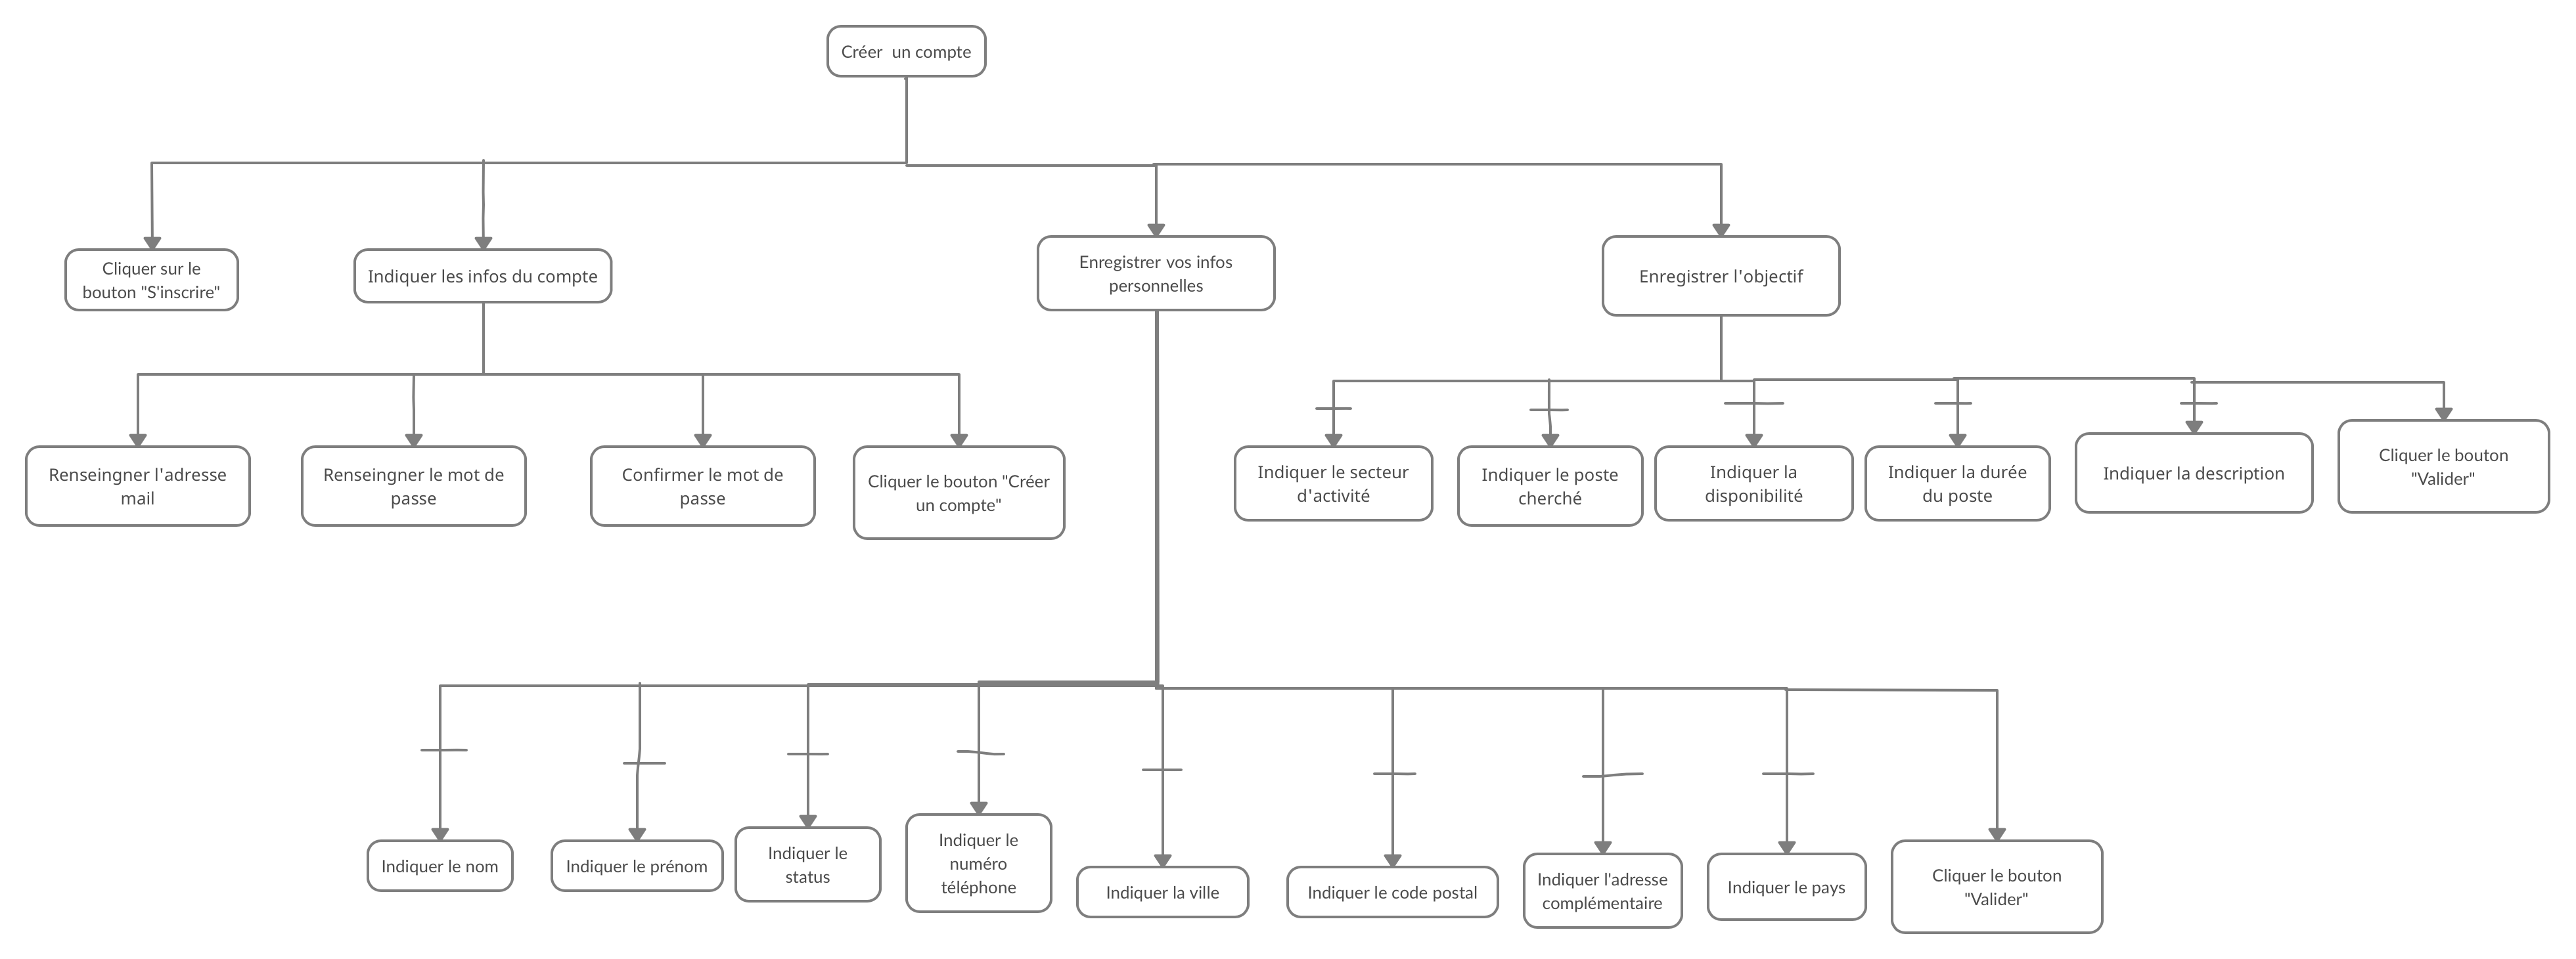 Créer un compte
Cliquer sur le
bouton "S'inscrire"
Indiquer les infos du compte
Enregistrer vos infos
personnelles
Enregistrer l'objectif
Renseingner l'adresse
mail
Renseingner le mot de
passe
Confirmer le mot de
passe
Cliquer le bouton "Créer
un compte"
Indiquer le secteur
d'activité
Indiquer le poste
cherché
Indiquer la
disponibilité
Indiquer la durée
du poste
Indiquer la description
Cliquer le bouton
"Valider"
Indiquer le nom
Indiquer le prénom
Indiquer le
status
Indiquer le
numéro
téléphone
Indiquer la ville
Indiquer le code postal
Indiquer l'adresse
complémentaire
Indiquer le pays
Cliquer le bouton
"Valider"